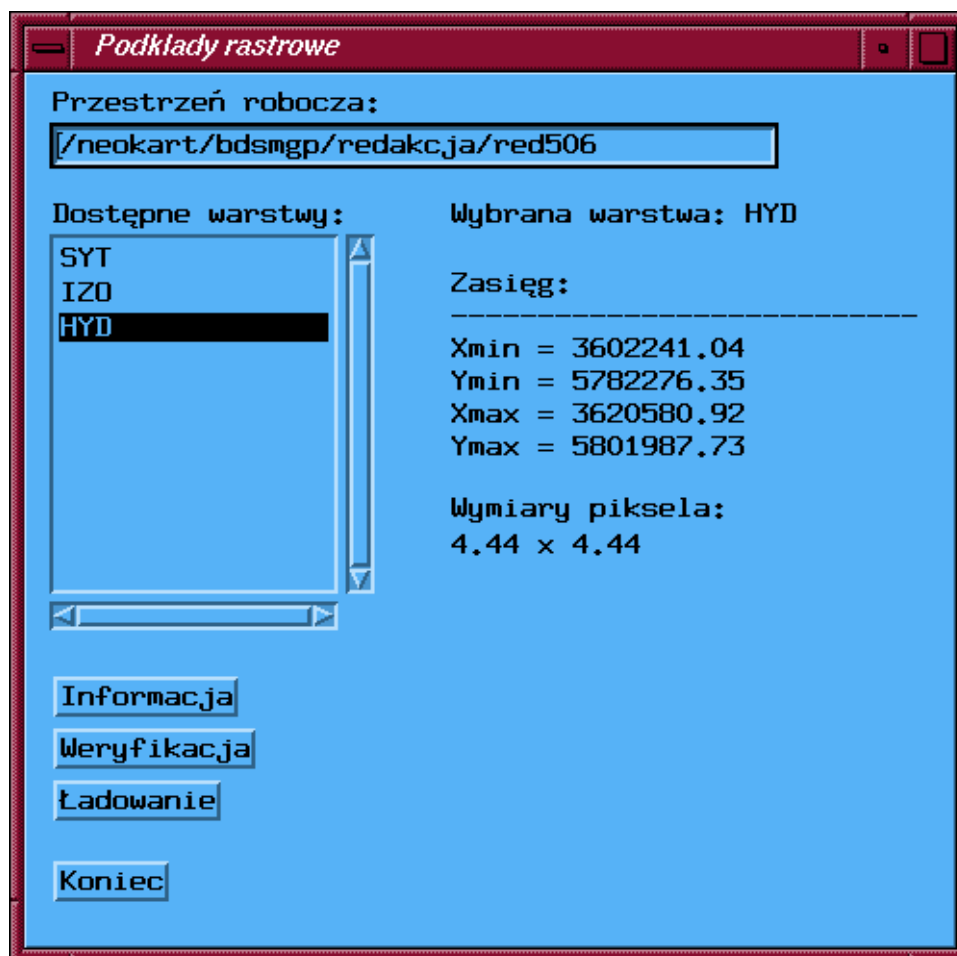 Podklady rastrowe
Przestrzeń robocza:
/neokart/bdsmgp/redakcja/red506
Dostępne warstwy:
SYT
IZO
HYD
Wybrana warstwa: HYD
Zasięg:
----------------------------
Xmin = 3602241.04
Ymin = 5782276.35
Xmax = 3620580.92
Ymax = 5801987.73
Wymiary piksela:
4.44 x 4.44
Informacja
Weryfikacja
Ładowanie
Koniec